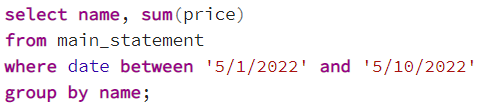 select name, sum(price)
from main_statement
where date between '5/1/2022' and '5/10/2022'
group by name;